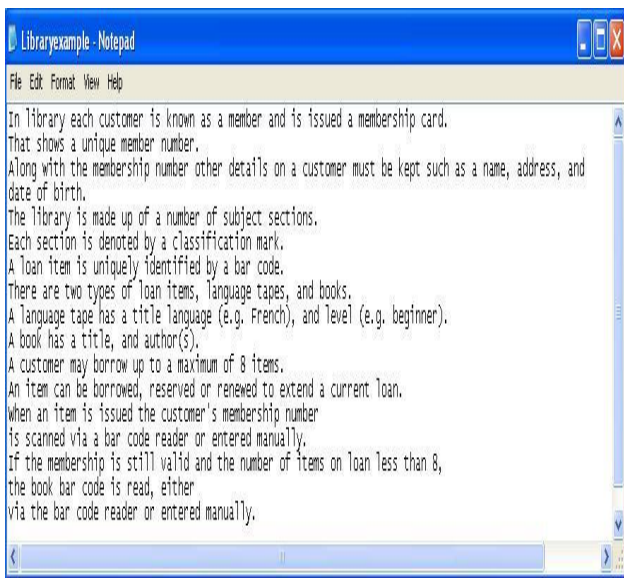 Libraryexample - Notepad
File Edit Format View Help
In library each customer is known as a member and is issued a membership card.
That shows a unique member number.
Along with the membership number other details on a customer must be kept such as a name, address, and
date of birth.
The library is made up of a number of subject sections.
Each section is denoted by a classification mark.
A loan item is uniquely identified by a bar code.
There are two types of loan items, language tapes, and books.
A language tape has a title language (e.g. French), and level (e.g. beginner).
A book has a title, and author(s).
A customer may borrow up to a maximum of 8 items.
An item can be borrowed, reserved or renewed to extend a current loan.
When an item is issued the customer's membership number
is scanned via a bar code reader or entered manually.
If the membership is still valid and the number of items on loan less than 8,
the book bar code is read, either
via the bar code reader or entered manually.